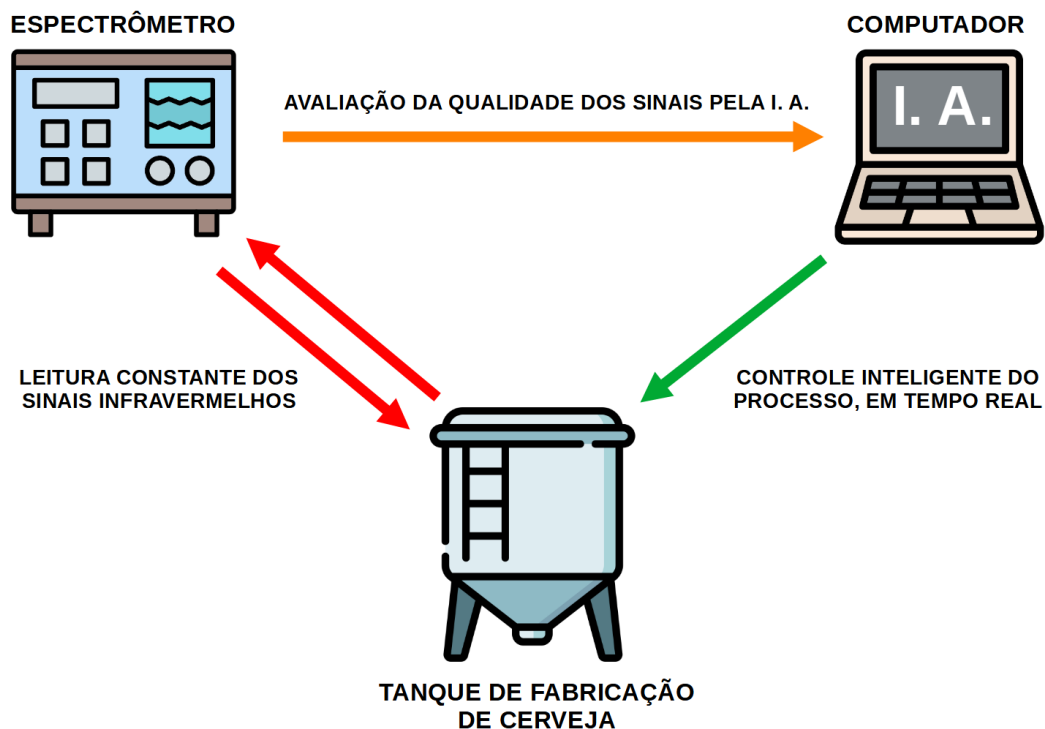 ESPECTRÔMETRO
COMPUTADOR
AVALIAÇÃO DA QUALIDADE DOS SINAIS PELA I. A.
I. A.
LEITURA CONSTANTE DOS
SINAIS INFRAVERMELHOS
CONTROLE INTELIGENTE DO
PROCESSO, EM TEMPO REAL
TANQUE DE FABRICAÇÃO
DE CERVEJA